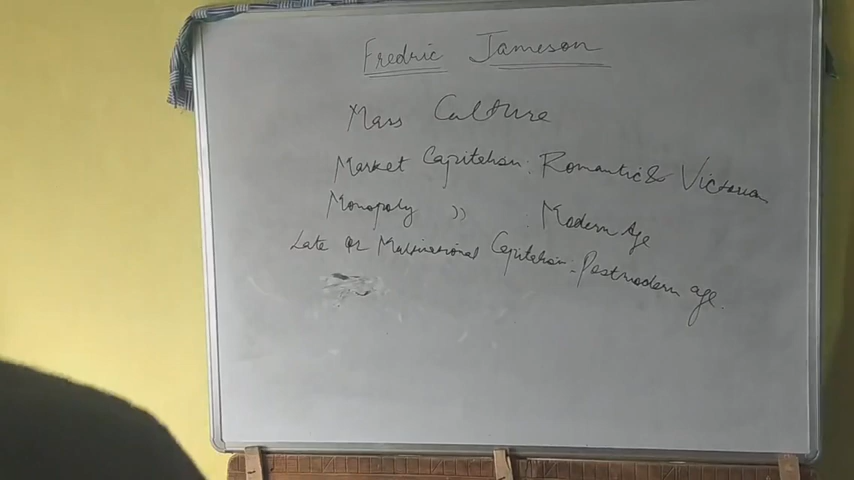 Fredric Jameson
Mass Culture
Market Capitalism: Romantic & Victorian
Monopoly " : Modern Age
Late or Multinational Capitalism: Postmodern age.